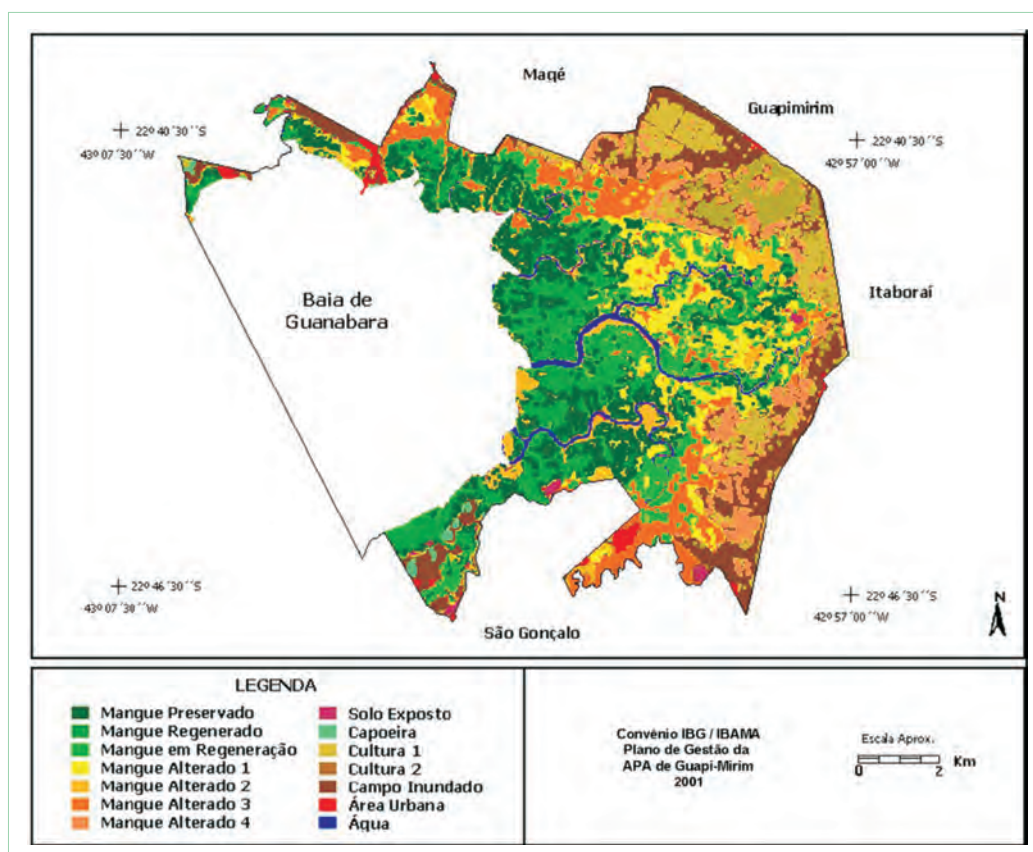 Magé
Guapimirim
22º 40´30´´S
43º 07´30´´W
22º 40´30´´S
42º 57´00´´W
Itaboraí
Baia de
Guanabara
22º 46´30´´S
43º 07´30´´W
22º 46´30´´S
42º 57´00´´W
N
São Gonçalo
LEGENDA
Mangue Preservado
Mangue Regenerado
Mangue em Regeneração
Mangue Alterado 1
Mangue Alterado 2
Mangue Alterado 3
Mangue Alterado 4
Solo Exposto
Capoeira
Cultura 1
Cultura 2
Campo Inundado
Área Urbana
Água
Convênio IBG / IBAMA
Plano de Gestão da
APA de Guapi-Mirim
2001
Escala Aprox.
0 2 Km